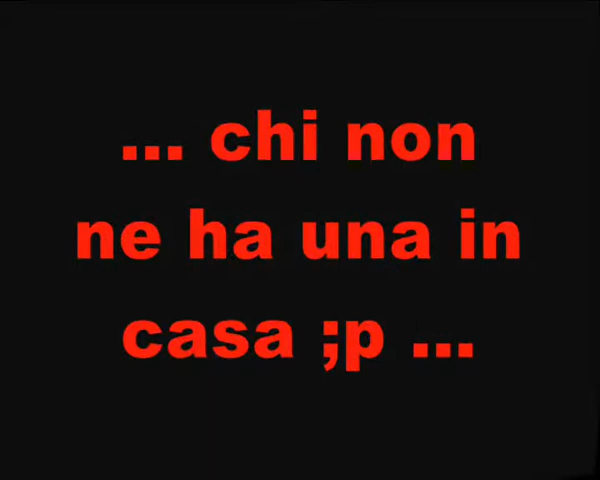 ... chi non
ne ha una in
casa ;p ...